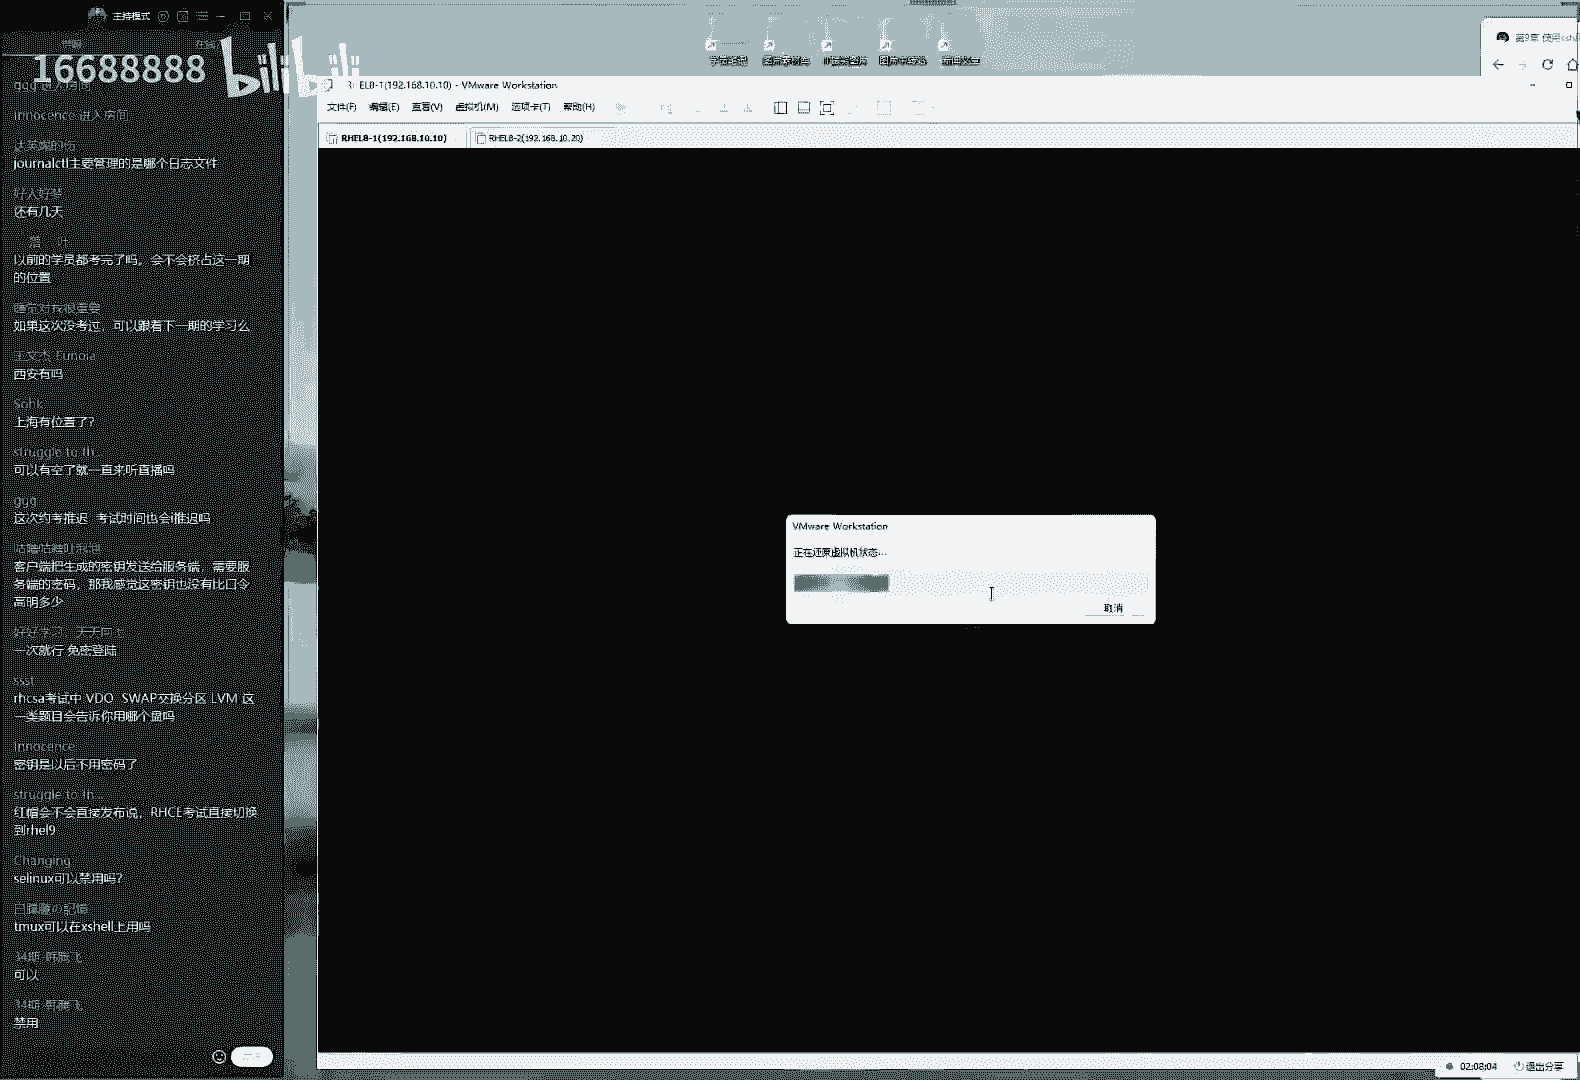 主持模式
16688888
bilibili
ggg 进入房间
Innocence 进入房间
journalctl主要管理的是哪个日志文件
好人好梦
还有几天
以前的学员都考完了吗。会不会挤占这一期
的位置
睡觉对我很重要
如果这次没考过，可以跟着下一期的学习么
王文杰 Eunoia
西安有吗
Sohk
上海有位置了？
struggle to th...
可以有空了就一直来听直播吗
ggg
这次约考推迟 考试时间也会i推迟吗
客户端把生成的密钥发送给服务端，需要服
务端的密码，那我感觉这密钥也没有比口令
高明多少
好好学习，天天向上
一次就行 免密登陆
ssst
rhcsa考试中 VDO SWAP交换分区 LVM 这
一类题目会告诉你用哪个盘吗
Innocence
密钥是以后不用密码了
struggle to th...
红帽会不会直接发布说，RHCE考试直接切换
到rhel9
Changing
selinux可以禁用吗？
tmux可以在xshell上用吗
可以
禁用
RHEL8-1(192.168.10.10) - VMware Workstation
文件(F) 编辑(E) 查看(V) 虚拟机(M) 选项卡(T) 帮助(H)
RHEL8-1(192.168.10.10) RHEL8-2(192.168.10.20)
VMware Workstation
正在还原虚拟机状态...
取消
第9章 使用ssh
02:08:04 退出分享